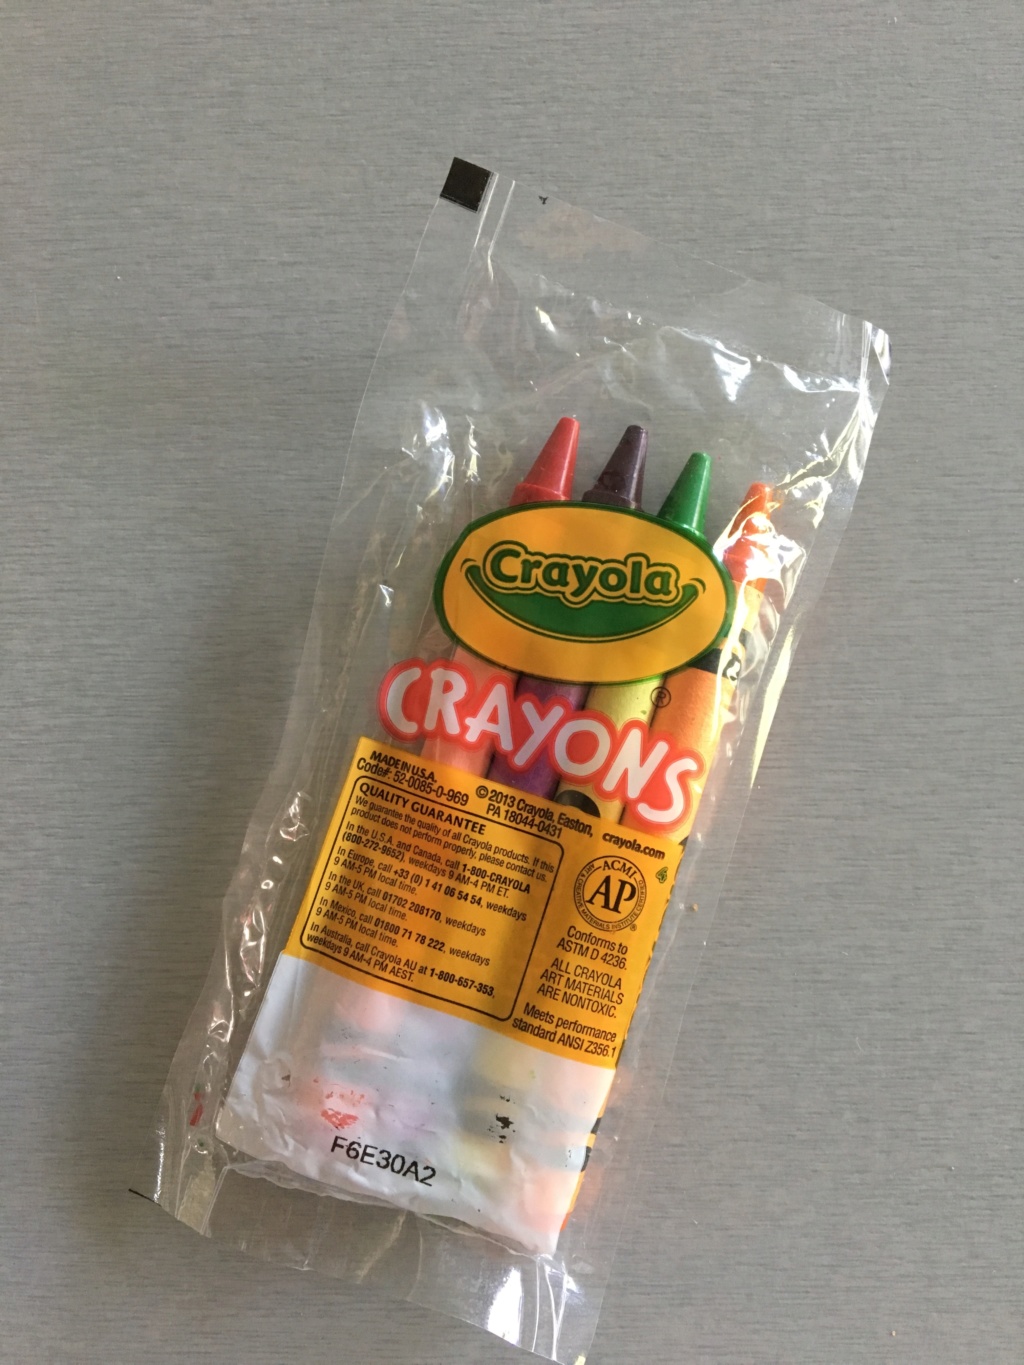 Crayola
CRAYONS®
MADE IN U.S.A.
Code#: 52-0085-0-969
© 2013 Crayola, Easton,
PA 18044-0431
crayola.com
QUALITY GUARANTEE
We guarantee the quality of all Crayola products. If this
product does not perform properly, please contact us.
In the U.S.A. and Canada, call 1-800-CRAYOLA
(800-272-9652), weekdays 9 AM-4 PM ET.
In Europe, call +33 (0) 1 41 06 54 54, weekdays
9 AM-5 PM local time.
In the UK, call 01702 208170, weekdays
9 AM-5 PM local time.
In Mexico, call 01800 71 78 222, weekdays
9 AM-5 PM local time.
In Australia, call Crayola AU at 1-800-657-353,
weekdays 9 AM-4 PM AEST.
ACMI
AP
ART & CREATIVE MATERIALS INSTITUTE CERTIFIED
®
Conforms to
ASTM D 4236.
ALL CRAYOLA
ART MATERIALS
ARE NONTOXIC.
Meets performance
standard ANSI Z356.1
F6E30A2